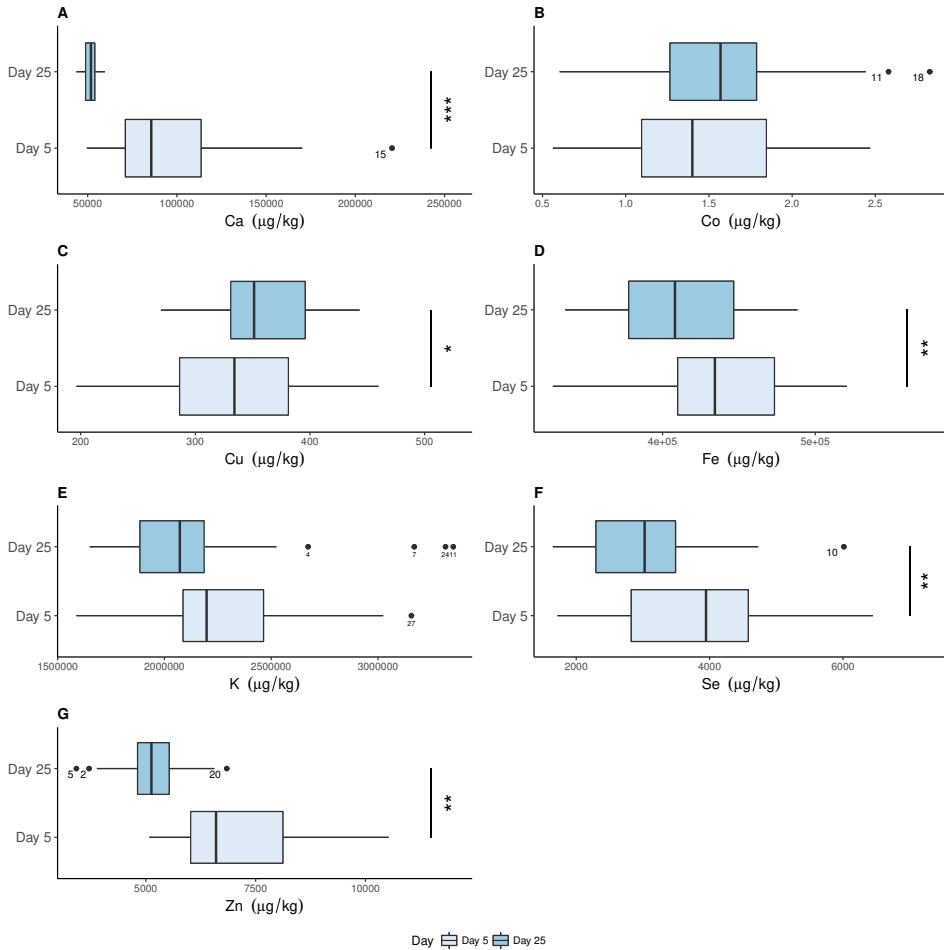 A
Day 25
Day 5
***
15
50000 100000 150000 200000 250000
Ca (μg/kg)
B
Day 25
Day 5
11 18
0.5 1.0 1.5 2.0 2.5
Co (μg/kg)
C
Day 25
Day 5
*
200 300 400 500
Cu (μg/kg)
D
Day 25
Day 5
**
4e+05 5e+05
Fe (μg/kg)
E
Day 25
Day 5
4 7 2411
27
1500000 2000000 2500000 3000000
K (μg/kg)
F
Day 25
Day 5
10
**
2000 4000 6000
Se (μg/kg)
G
Day 25
Day 5
5 2 20
**
5000 7500 10000
Zn (μg/kg)
Day Day 5 Day 25